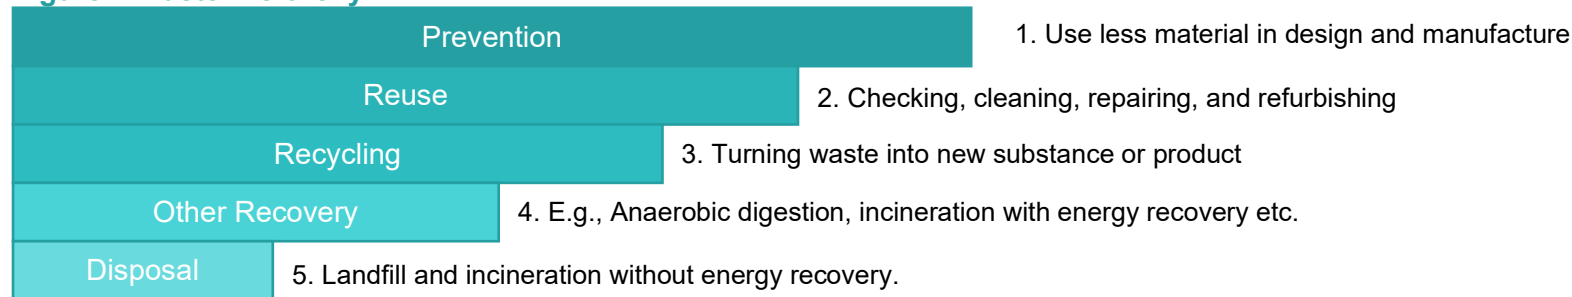 Prevention
1. Use less material in design and manufacture
Reuse
2. Checking, cleaning, repairing, and refurbishing
Recycling
3. Turning waste into new substance or product
Other Recovery
4. E.g., Anaerobic digestion, incineration with energy recovery etc.
Disposal
5. Landfill and incineration without energy recovery.